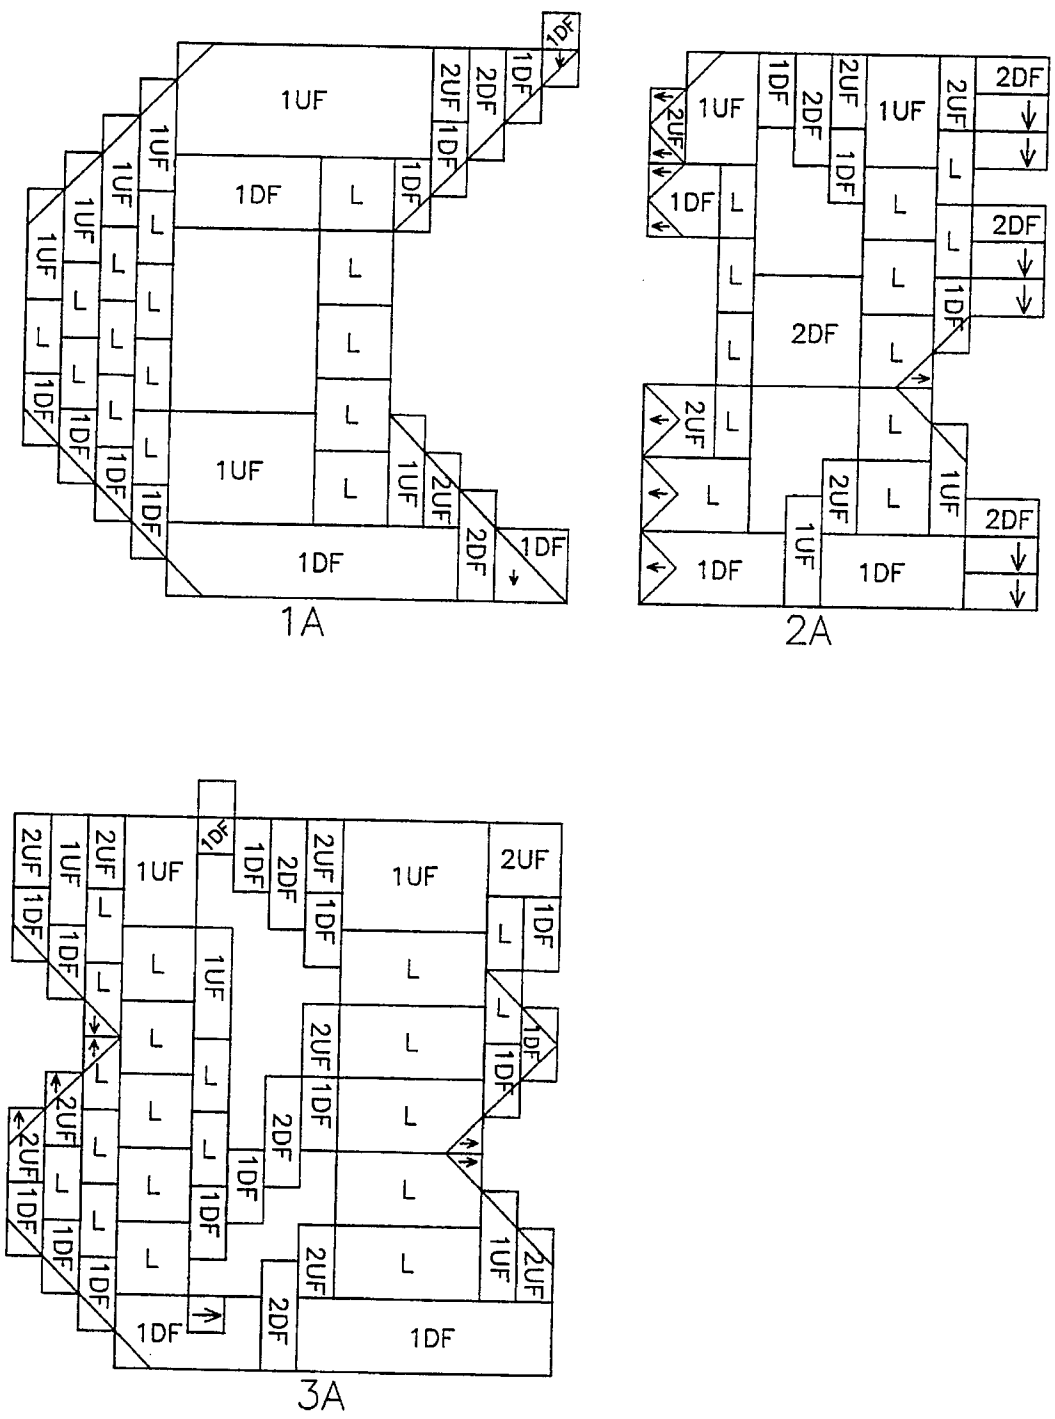 1DF
1UF 2UF 2DF 1DF
1UF 1DF
1UF 1DF L 1DF
1UF L
1UF L L
1UF L L
L L L
L L L
1DF L L L
1DF L 1UF L 1UF 2UF
1DF 1DF 2DF 1DF
1DF
1A
2DF
1UF 1DF 2DF 2UF 1UF 2UF
2UF 1DF L
1DF L L
L 2DF
L L 1DF
L 2DF L
2UF L L
L 2UF L 1UF
1UF 2DF
1DF 1DF
2A
2UF 1UF 2UF 1UF 1DF 1DF 2DF 2UF 1UF 2UF
1DF L 1DF L 1DF
1DF L L 1UF L
L L
L 2UF L 1DF
L L 1DF 1DF
2UF L L
2UF L L L 2DF
L L 1DF L
1DF L 1DF
1DF L 2UF L 1UF 2UF
1DF 2DF
1DF 1DF
3A